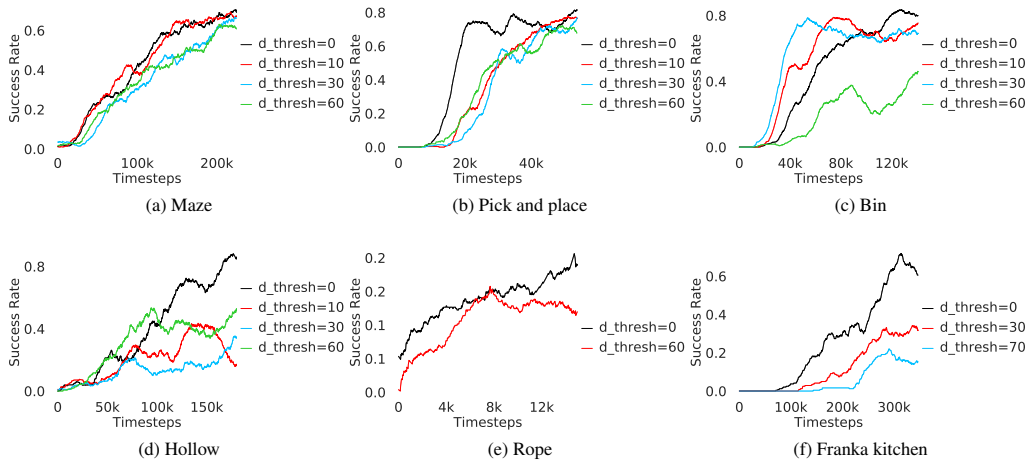 Success Rate
0.6
0.4
0.2
0.0
0
100k
200k
Timesteps
d_thresh=0
d_thresh=10
d_thresh=30
d_thresh=60
(a) Maze
Success Rate
0.8
0.6
0.4
0.2
0.0
0
20k
40k
Timesteps
d_thresh=0
d_thresh=10
d_thresh=30
d_thresh=60
(b) Pick and place
Success Rate
0.8
0.4
0.0
0
40k
80k
120k
Timesteps
d_thresh=0
d_thresh=10
d_thresh=30
d_thresh=60
(c) Bin
Success Rate
0.8
0.4
0.0
0
50k
100k
150k
Timesteps
d_thresh=0
d_thresh=10
d_thresh=30
d_thresh=60
(d) Hollow
Success Rate
0.2
0.2
0.1
0.1
0.0
0
4k
8k
12k
Timesteps
d_thresh=0
d_thresh=60
(e) Rope
Success Rate
0.6
0.4
0.2
0.0
0
100k
200k
300k
Timesteps
d_thresh=0
d_thresh=30
d_thresh=70
(f) Franka kitchen